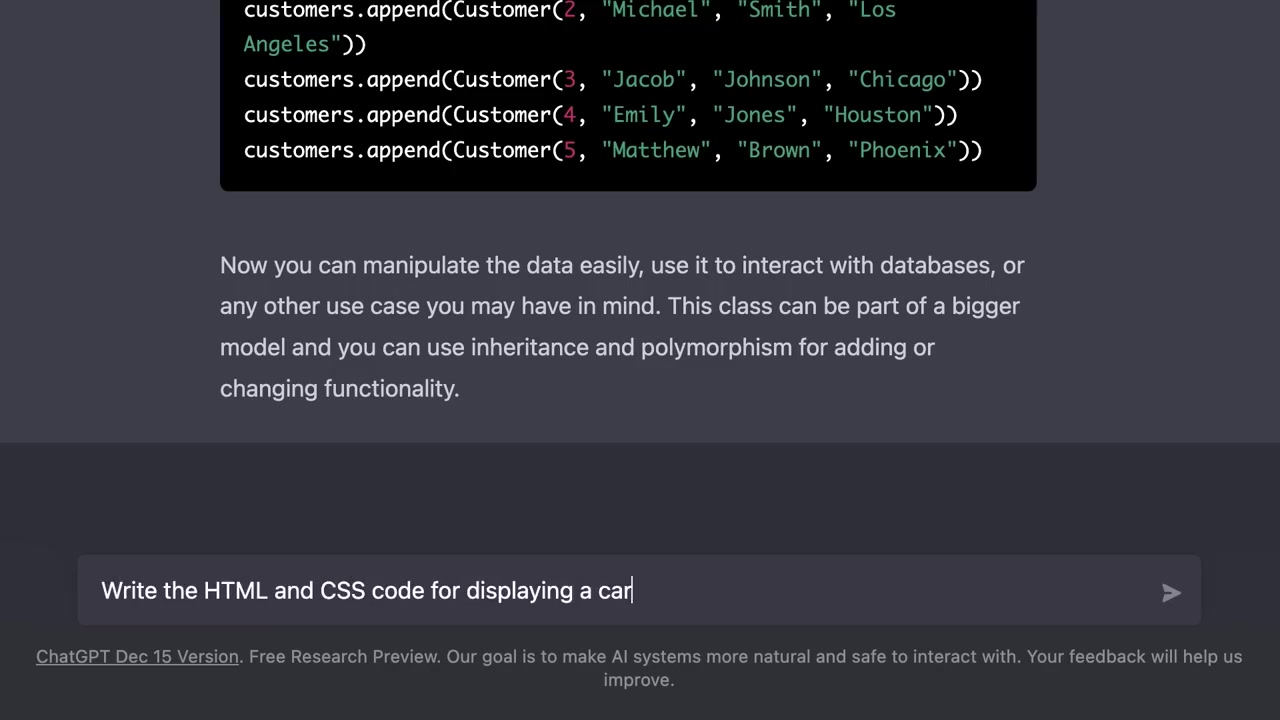 customers.append(Customer(2, "Michael", "Smith", "Los
Angeles"))
customers.append(Customer(3, "Jacob", "Johnson", "Chicago"))
customers.append(Customer(4, "Emily", "Jones", "Houston"))
customers.append(Customer(5, "Matthew", "Brown", "Phoenix"))
Now you can manipulate the data easily, use it to interact with databases, or
any other use case you may have in mind. This class can be part of a bigger
model and you can use inheritance and polymorphism for adding or
changing functionality.
Write the HTML and CSS code for displaying a car
ChatGPT Dec 15 Version. Free Research Preview. Our goal is to make AI systems more natural and safe to interact with. Your feedback will help us
improve.